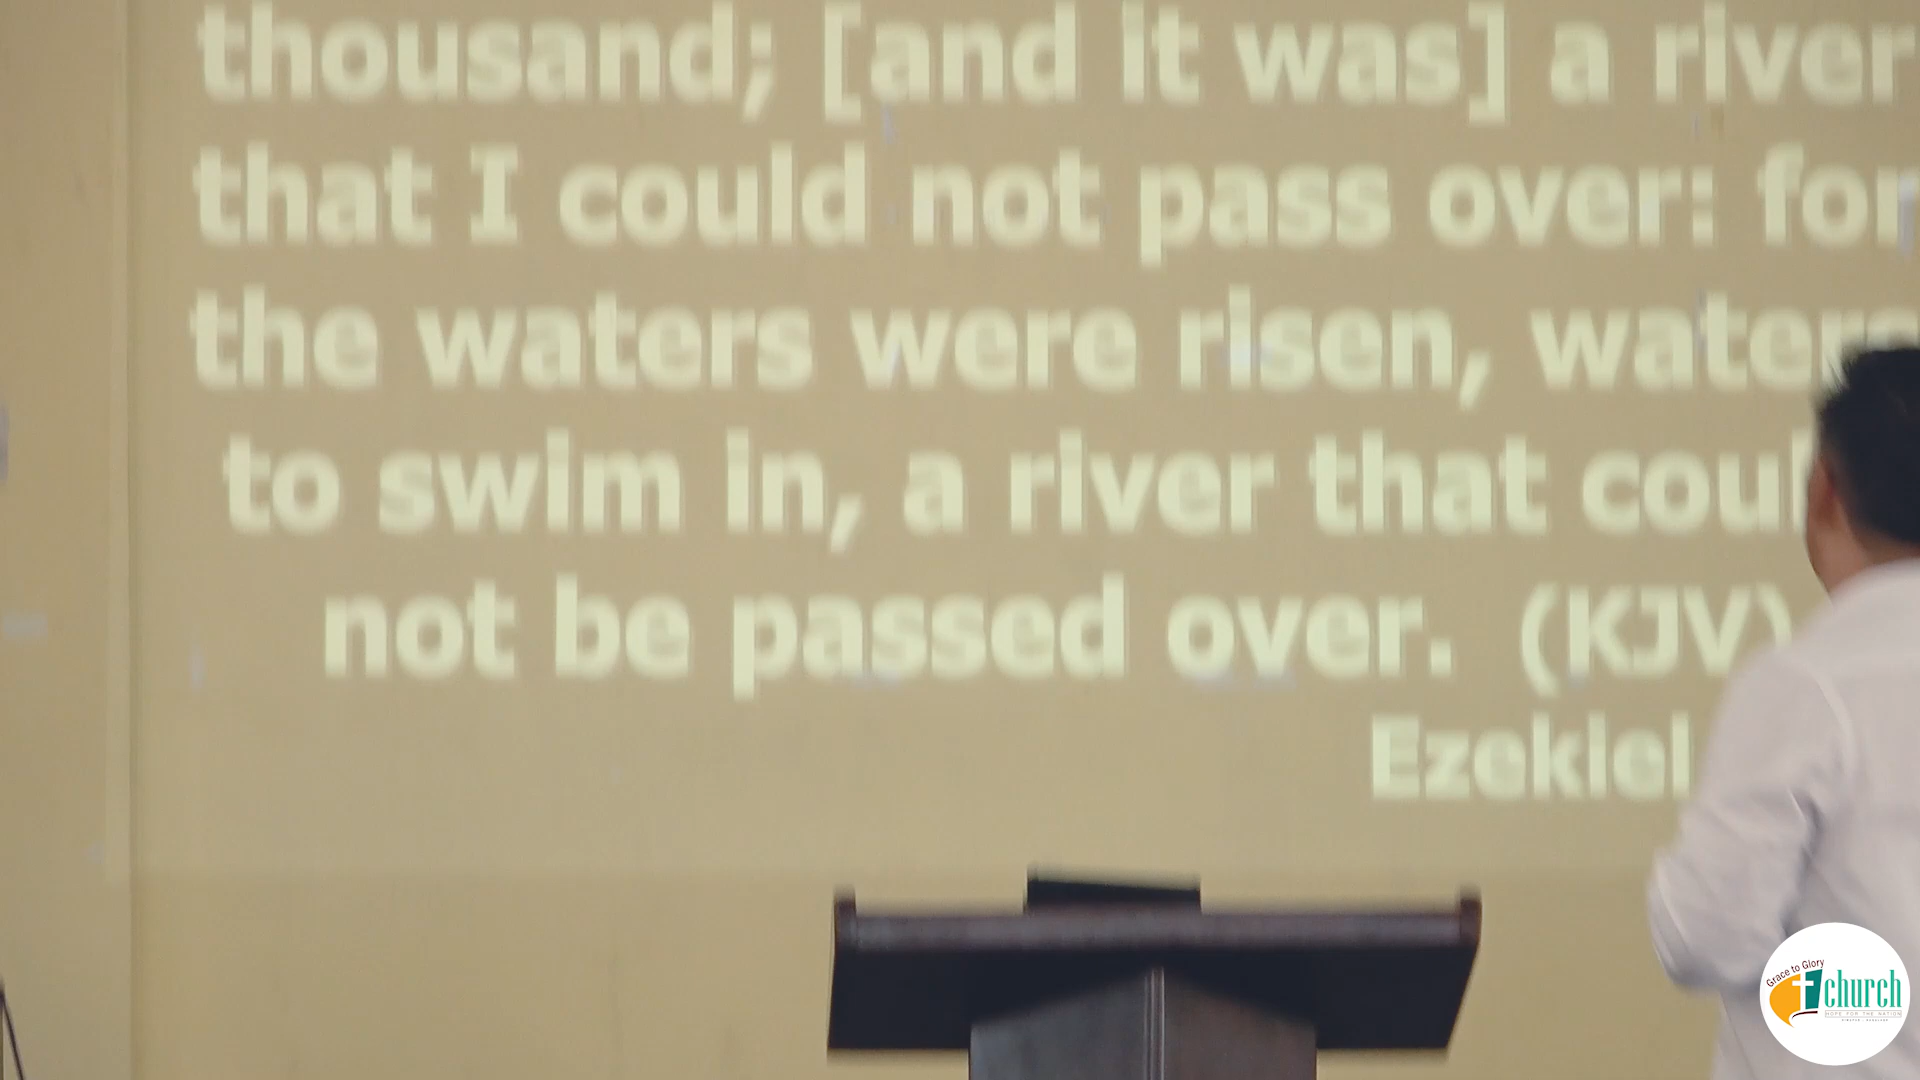 thousand; [and it was] a river
that I could not pass over: for
the waters were risen, waters
to swim in, a river that coul
not be passed over. (KJV)
Ezekiel
Grace to Glory
church
HOPE FOR THE NATION